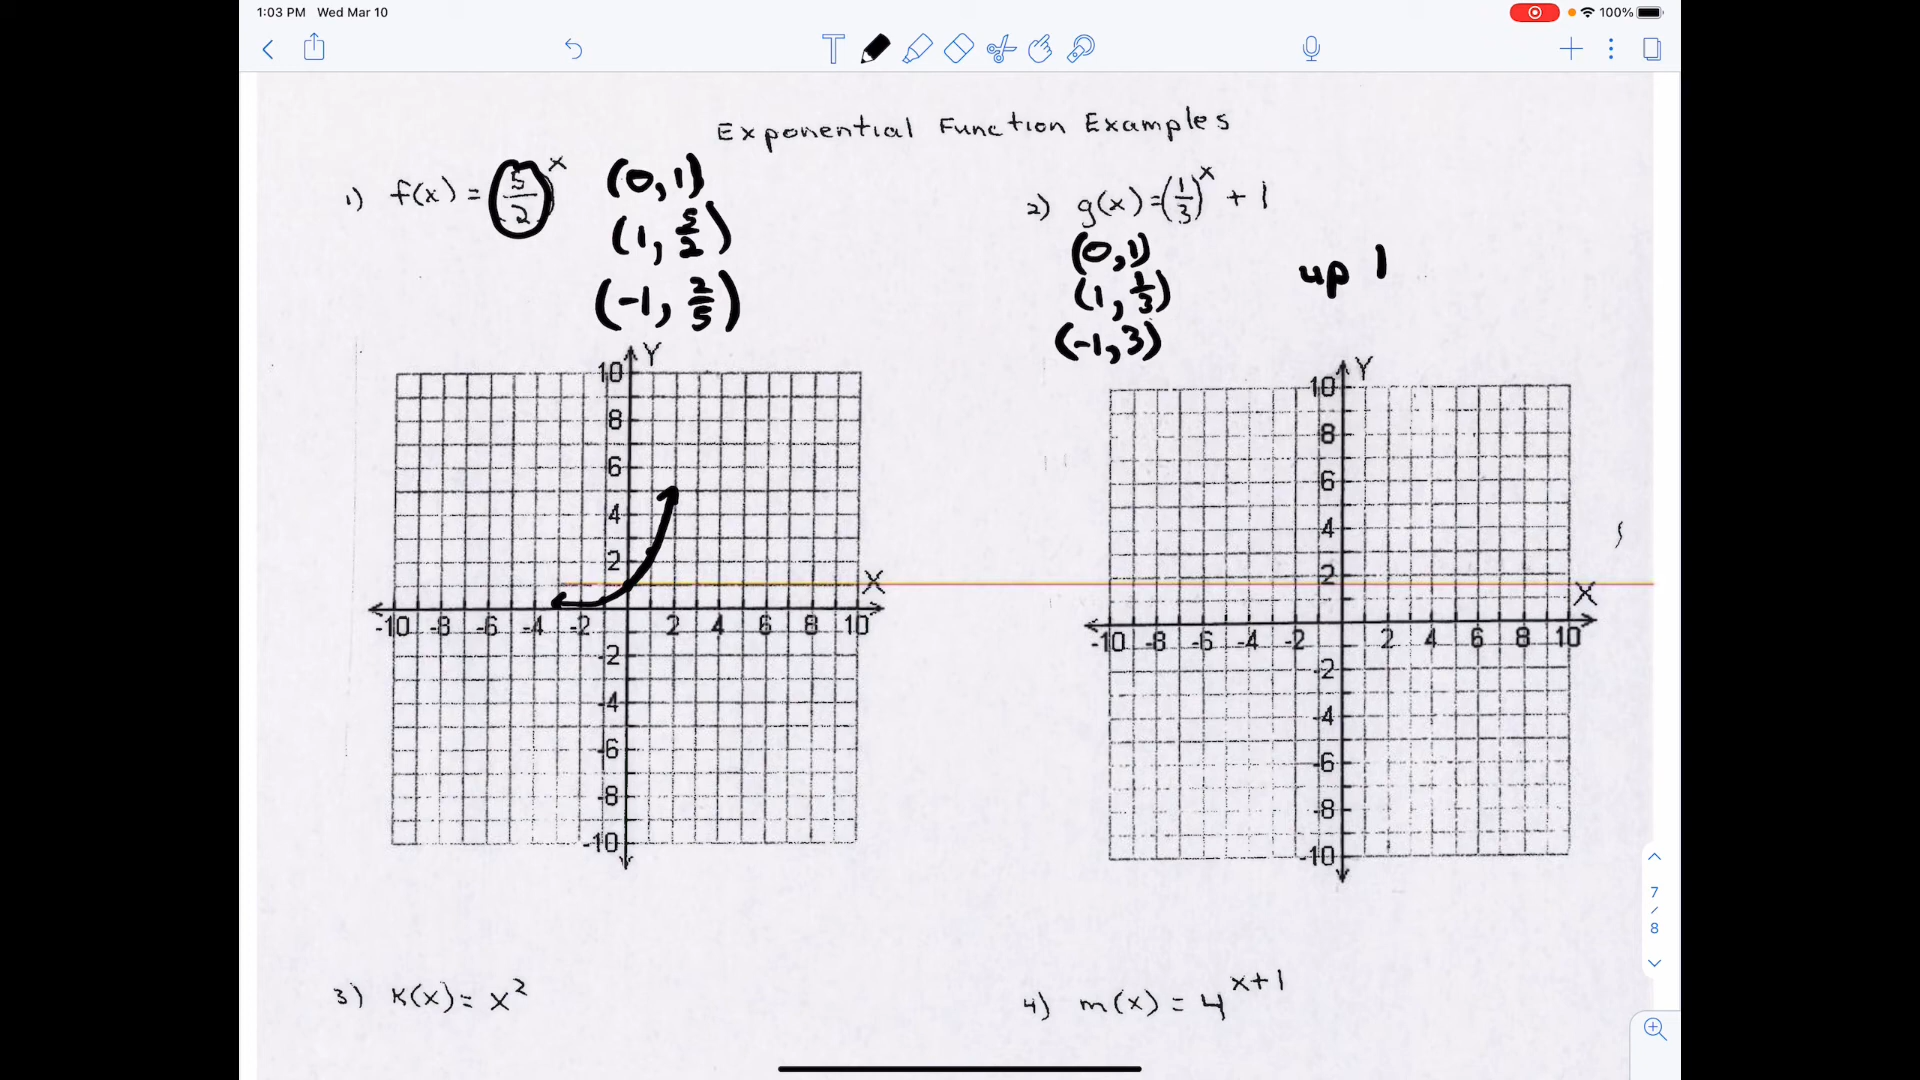 1:03 PM Wed Mar 10
100%
Exponential Function Examples
1) f(x) = (5/2)^x
(0, 1)
(1, 5/2)
(-1, 2/5)
2) g(x) = (1/3)^x + 1
(0, 1)
(1, 1/3)
(-1, 3)
up 1
Y
10
8
6
4
2
X
-10 -8 -6 -4 -2 2 4 6 8 10
-2
-4
-6
-8
-10
Y
10
8
6
4
2
X
-10 -8 -6 -4 -2 2 4 6 8 10
-2
-4
-6
-8
-10
7
/
8
3) K(x) = x^2
4) m(x) = 4^x+1